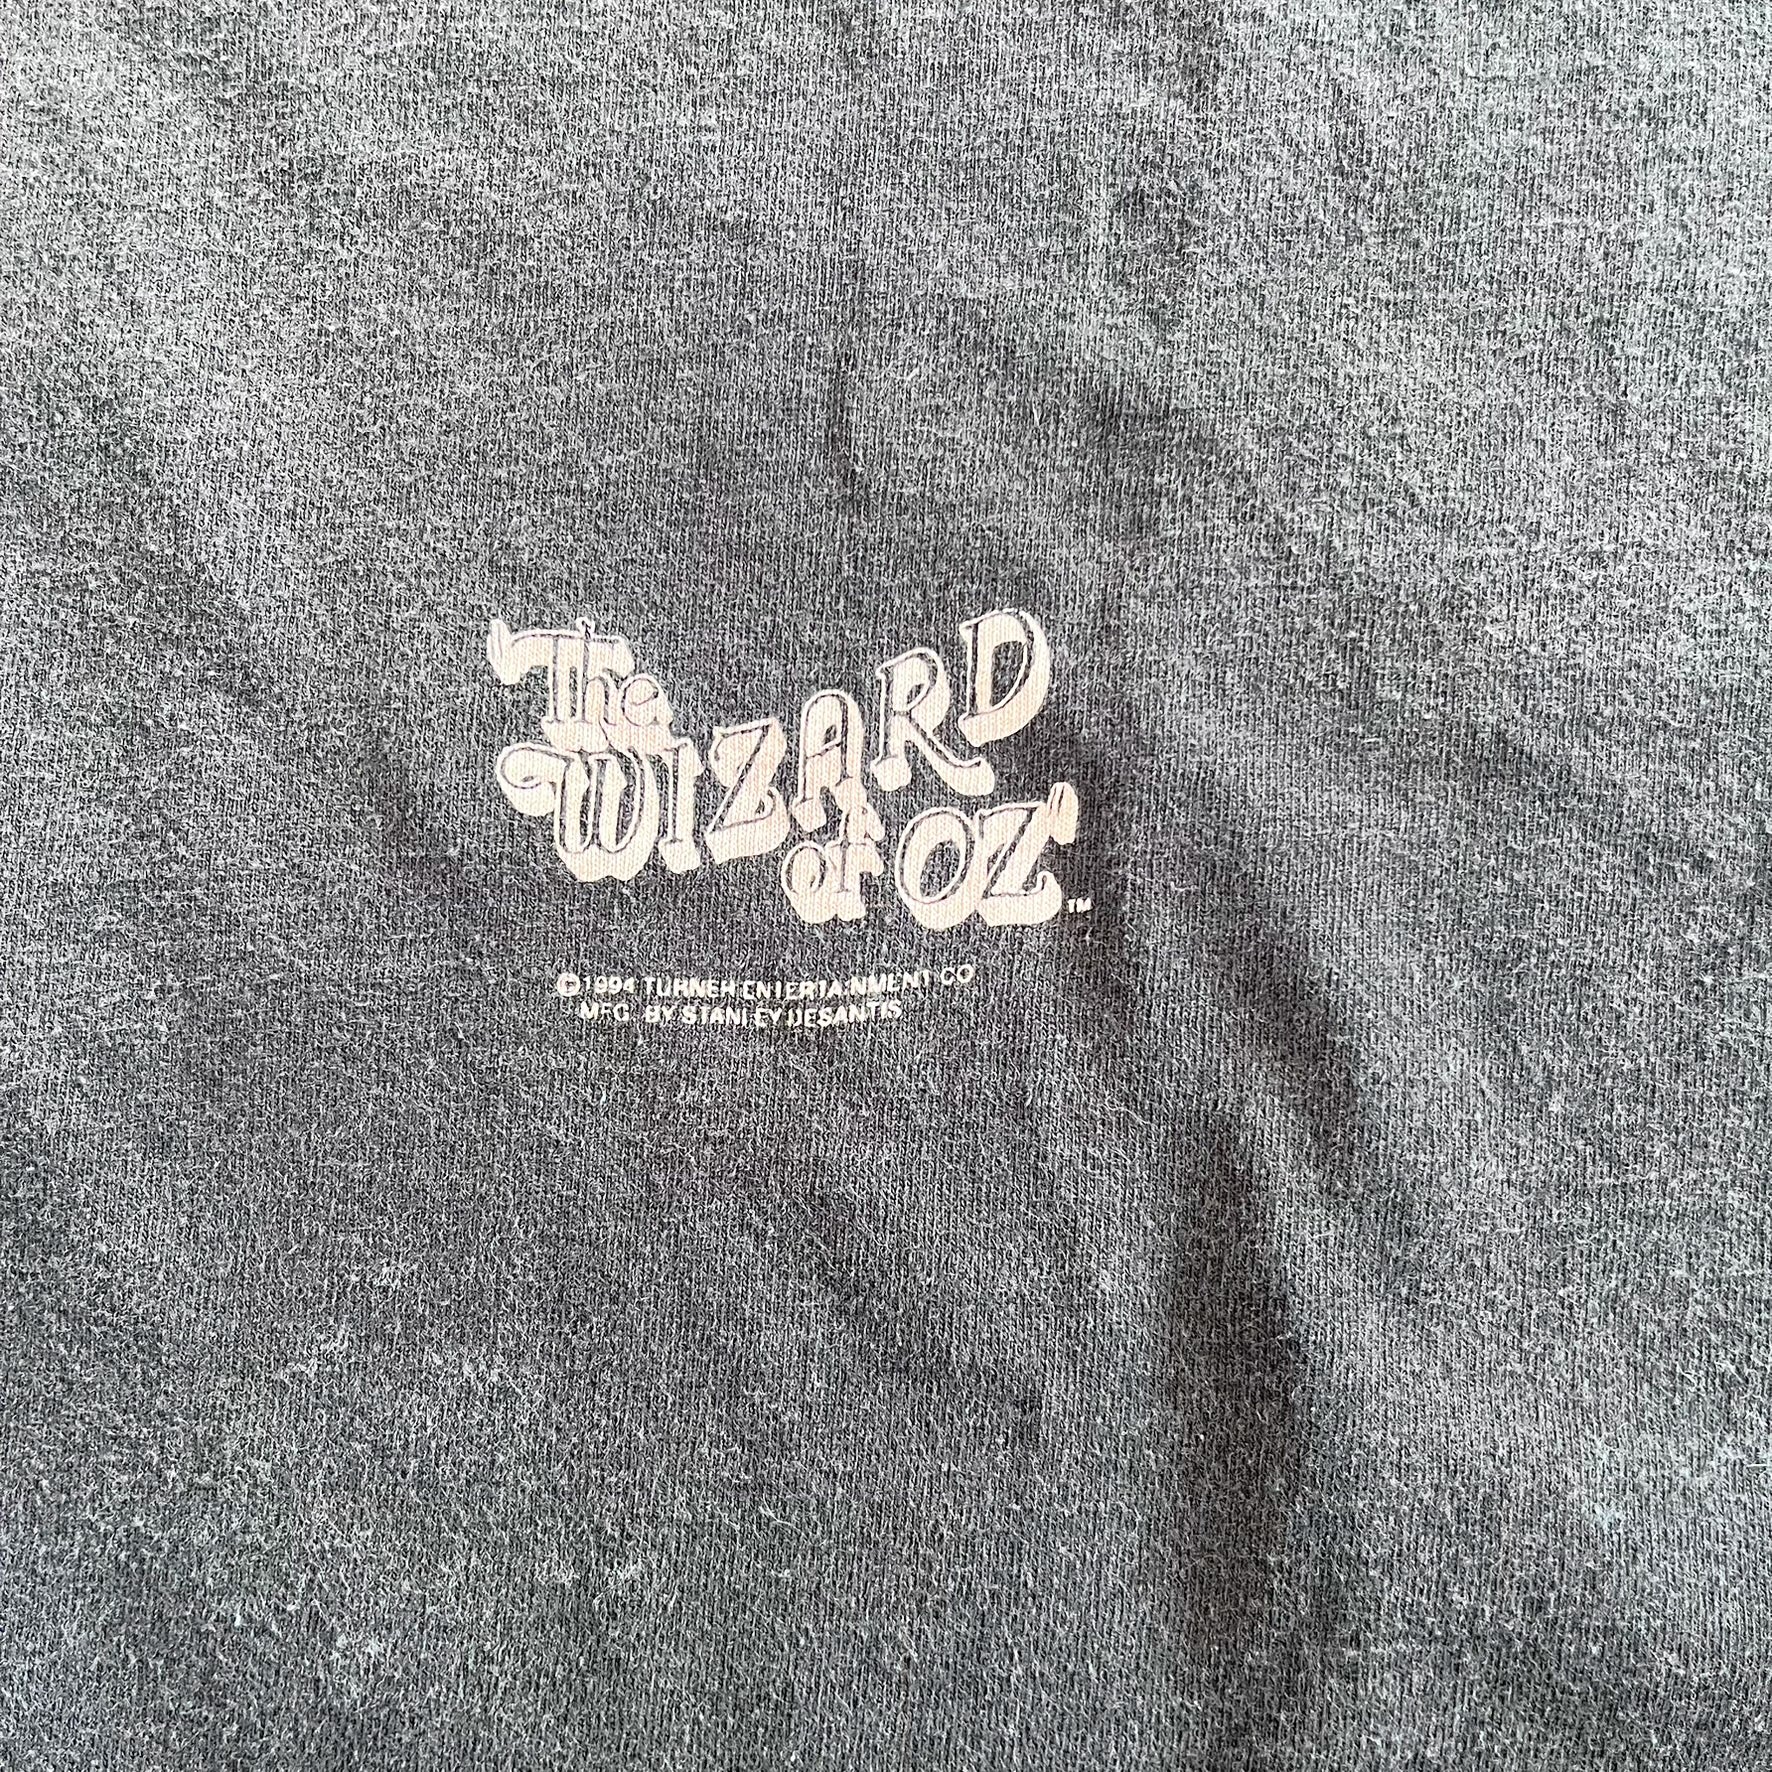 The
WIZARD
of OZ™
©1994 TURNER ENTERTAINMENT CO
MFG. BY STANLEY DESANTIS